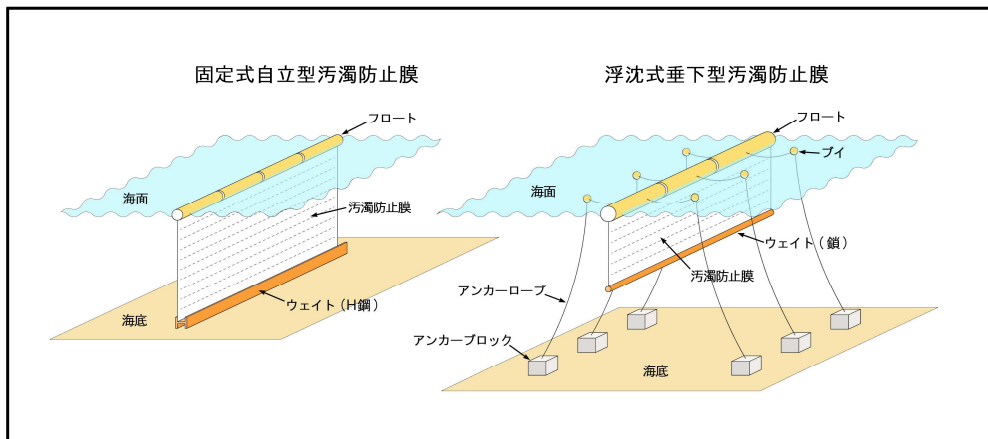 固定式自立型汚濁防止膜
フロート
海面
汚濁防止膜
ウェイト(H鋼)
海底
浮沈式垂下型汚濁防止膜
フロート
ブイ
海面
ウェイト(鎖)
汚濁防止膜
アンカーロープ
アンカーブロック
海底